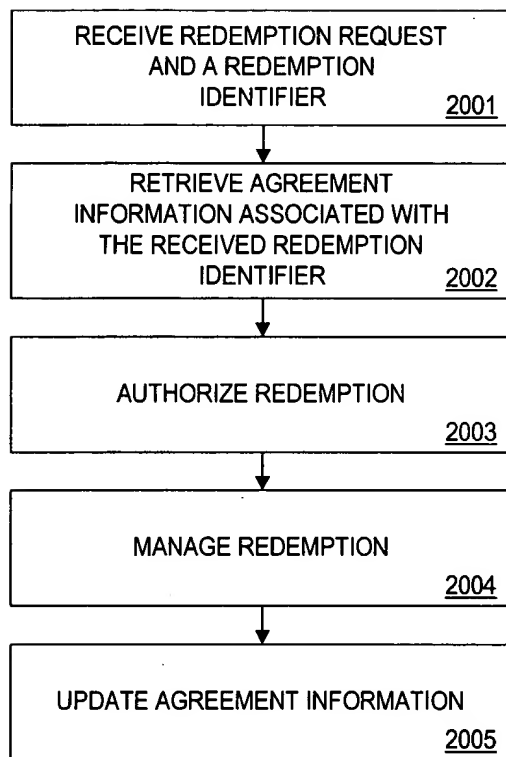 RECEIVE REDEMPTION REQUEST
AND A REDEMPTION
IDENTIFIER
2001
RETRIEVE AGREEMENT
INFORMATION ASSOCIATED WITH
THE RECEIVED REDEMPTION
IDENTIFIER
2002
AUTHORIZE REDEMPTION
2003
MANAGE REDEMPTION
2004
UPDATE AGREEMENT INFORMATION
2005